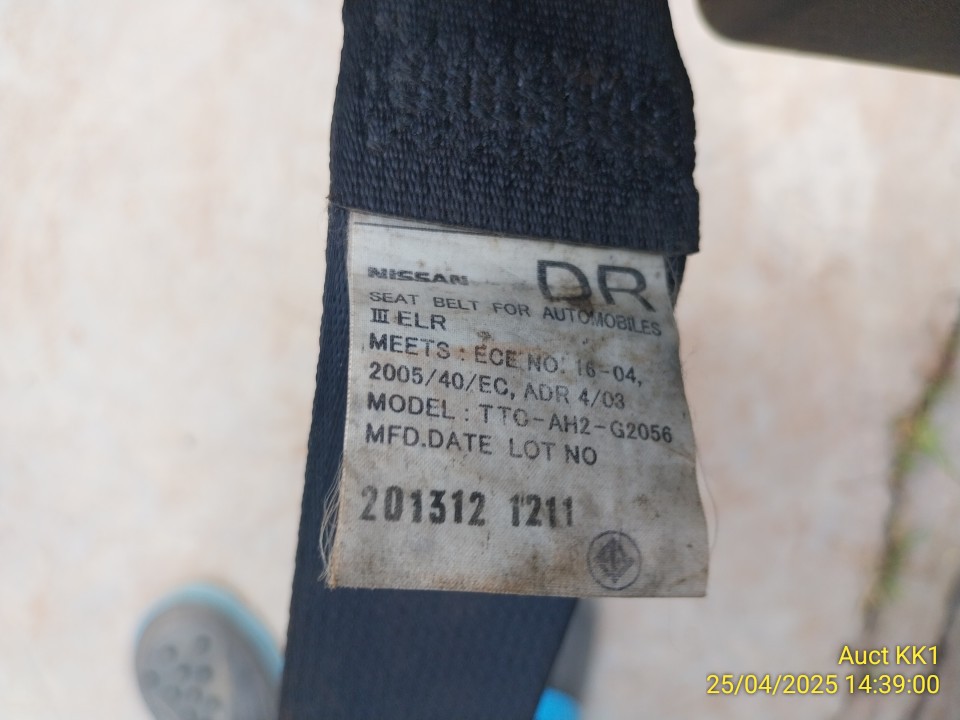 NISSAN DR
SEAT BELT FOR AUTOMOBILES
III ELR
MEETS : ECE NO. 16-04,
2005/40/EC, ADR 4/03
MODEL : TTC-AH2-G2056
MFD.DATE LOT NO
201312 1211
Auct KK1
25/04/2025 14:39:00